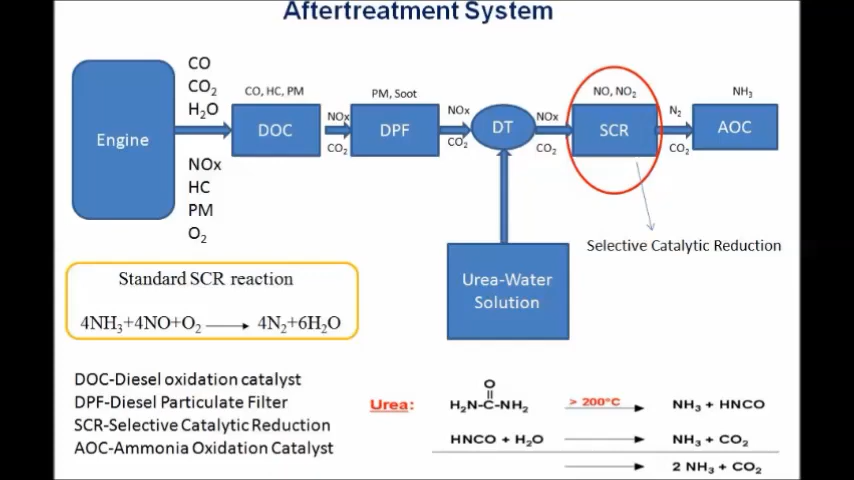 Aftertreatment System
CO
CO₂
H₂O
NOx
HC
PM
O₂
Engine
CO, HC, PM
DOC
NOx
CO₂
PM, Soot
DPF
NOx
CO₂
DT
NOx
CO₂
NO, NO₂
SCR
N₂
CO₂
NH₃
AOC
Selective Catalytic Reduction
Urea-Water
Solution
Standard SCR reaction
4NH₃+4NO+O₂ → 4N₂+6H₂O
DOC-Diesel oxidation catalyst
DPF-Diesel Particulate Filter
SCR-Selective Catalytic Reduction
AOC-Ammonia Oxidation Catalyst
Urea:
O
H₂N-C-NH₂ > 200°C → NH₃ + HNCO
HNCO + H₂O → NH₃ + CO₂
→ 2 NH₃ + CO₂